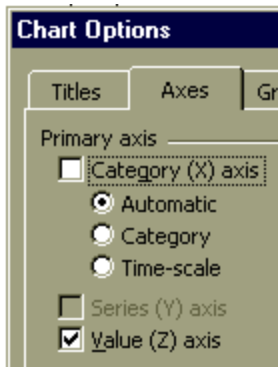 Chart Options
Titles Axes Gr
Primary axis
Category (X) axis
Automatic
Category
Time-scale
Series (Y) axis
Value (Z) axis